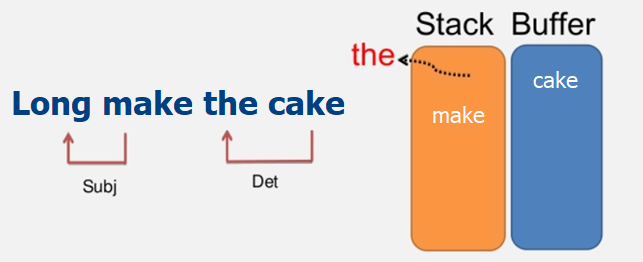 Stack Buffer
the
cake
Long make the cake
make
Subj
Det